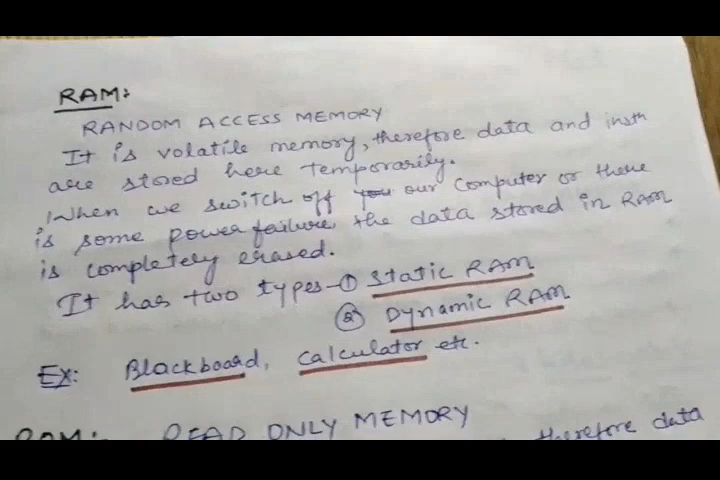 RAM:
RANDOM ACCESS MEMORY
It is volatile memory, therefore data and instn
are stored here temporarily.
When we switch off you our computer or there
is some power failure, the data stored in RAM
is completely erased.
It has two types - ① Static RAM
② Dynamic RAM
Ex: Blackboard, calculator etc.
ROM: READ ONLY MEMORY
therefore data